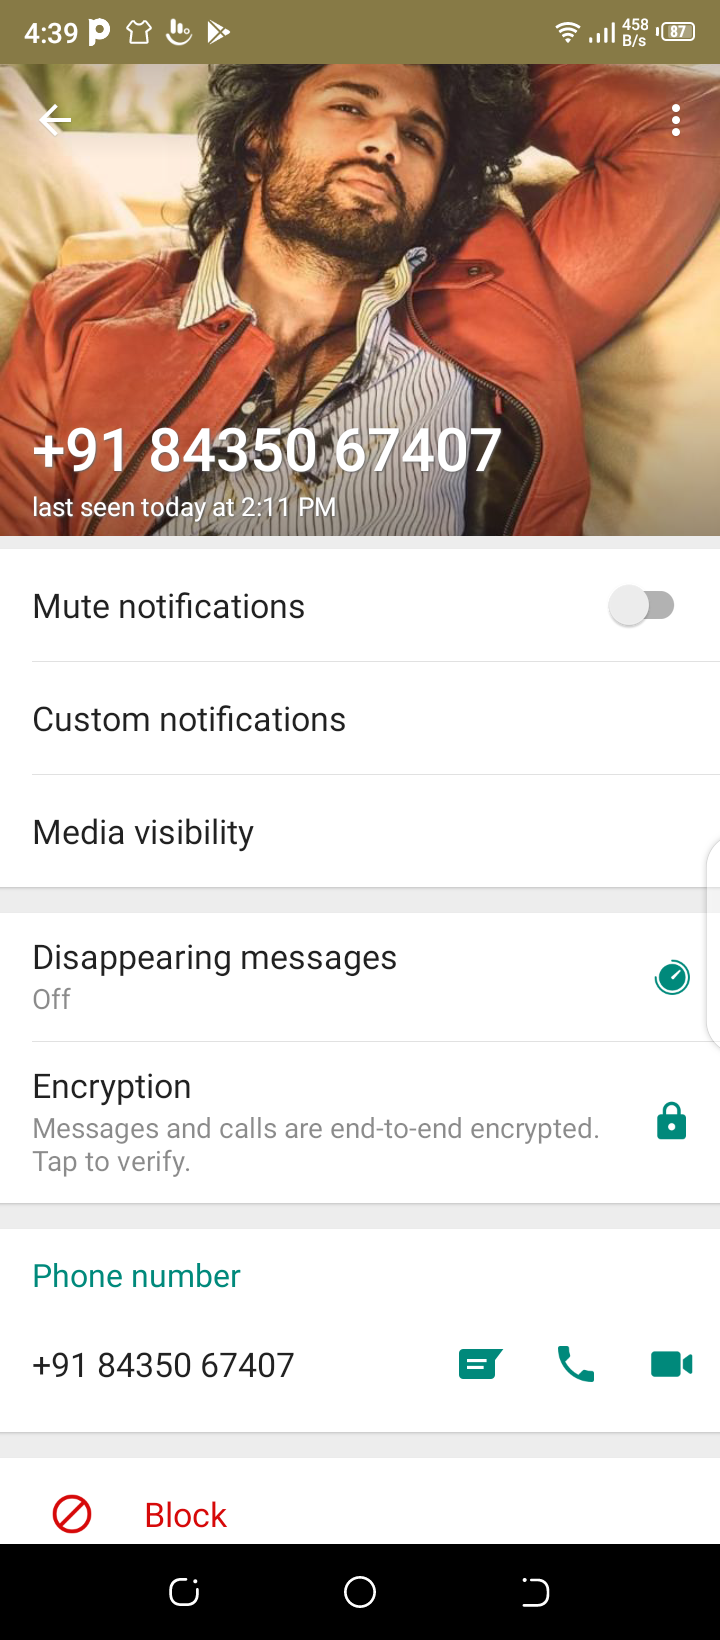 4:39
458
B/s
87
+91 84350 67407
last seen today at 2:11 PM
Mute notifications
Custom notifications
Media visibility
Disappearing messages
Off
Encryption
Messages and calls are end-to-end encrypted.
Tap to verify.
Phone number
+91 84350 67407
Block